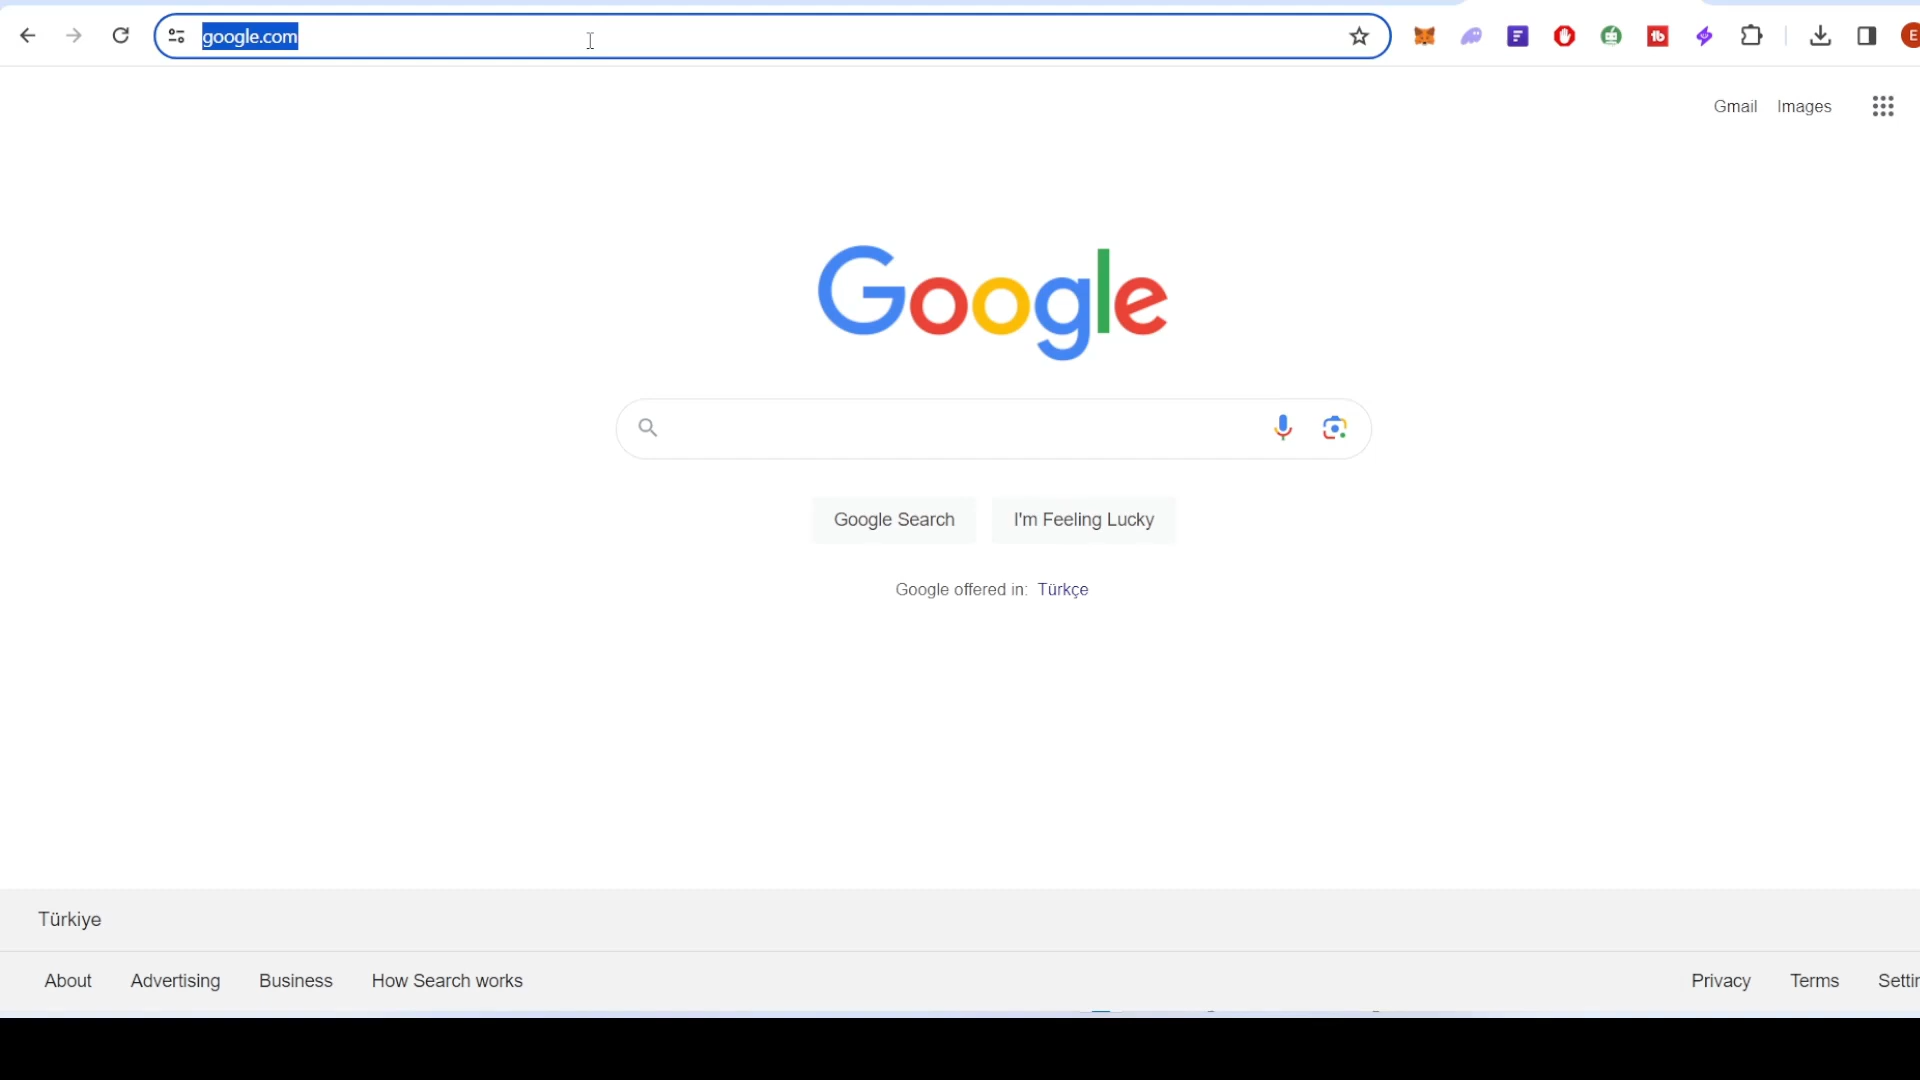 google.com
E
Gmail Images
Google
Google Search I'm Feeling Lucky
Google offered in: Türkçe
Türkiye
About Advertising Business How Search works Privacy Terms Settin